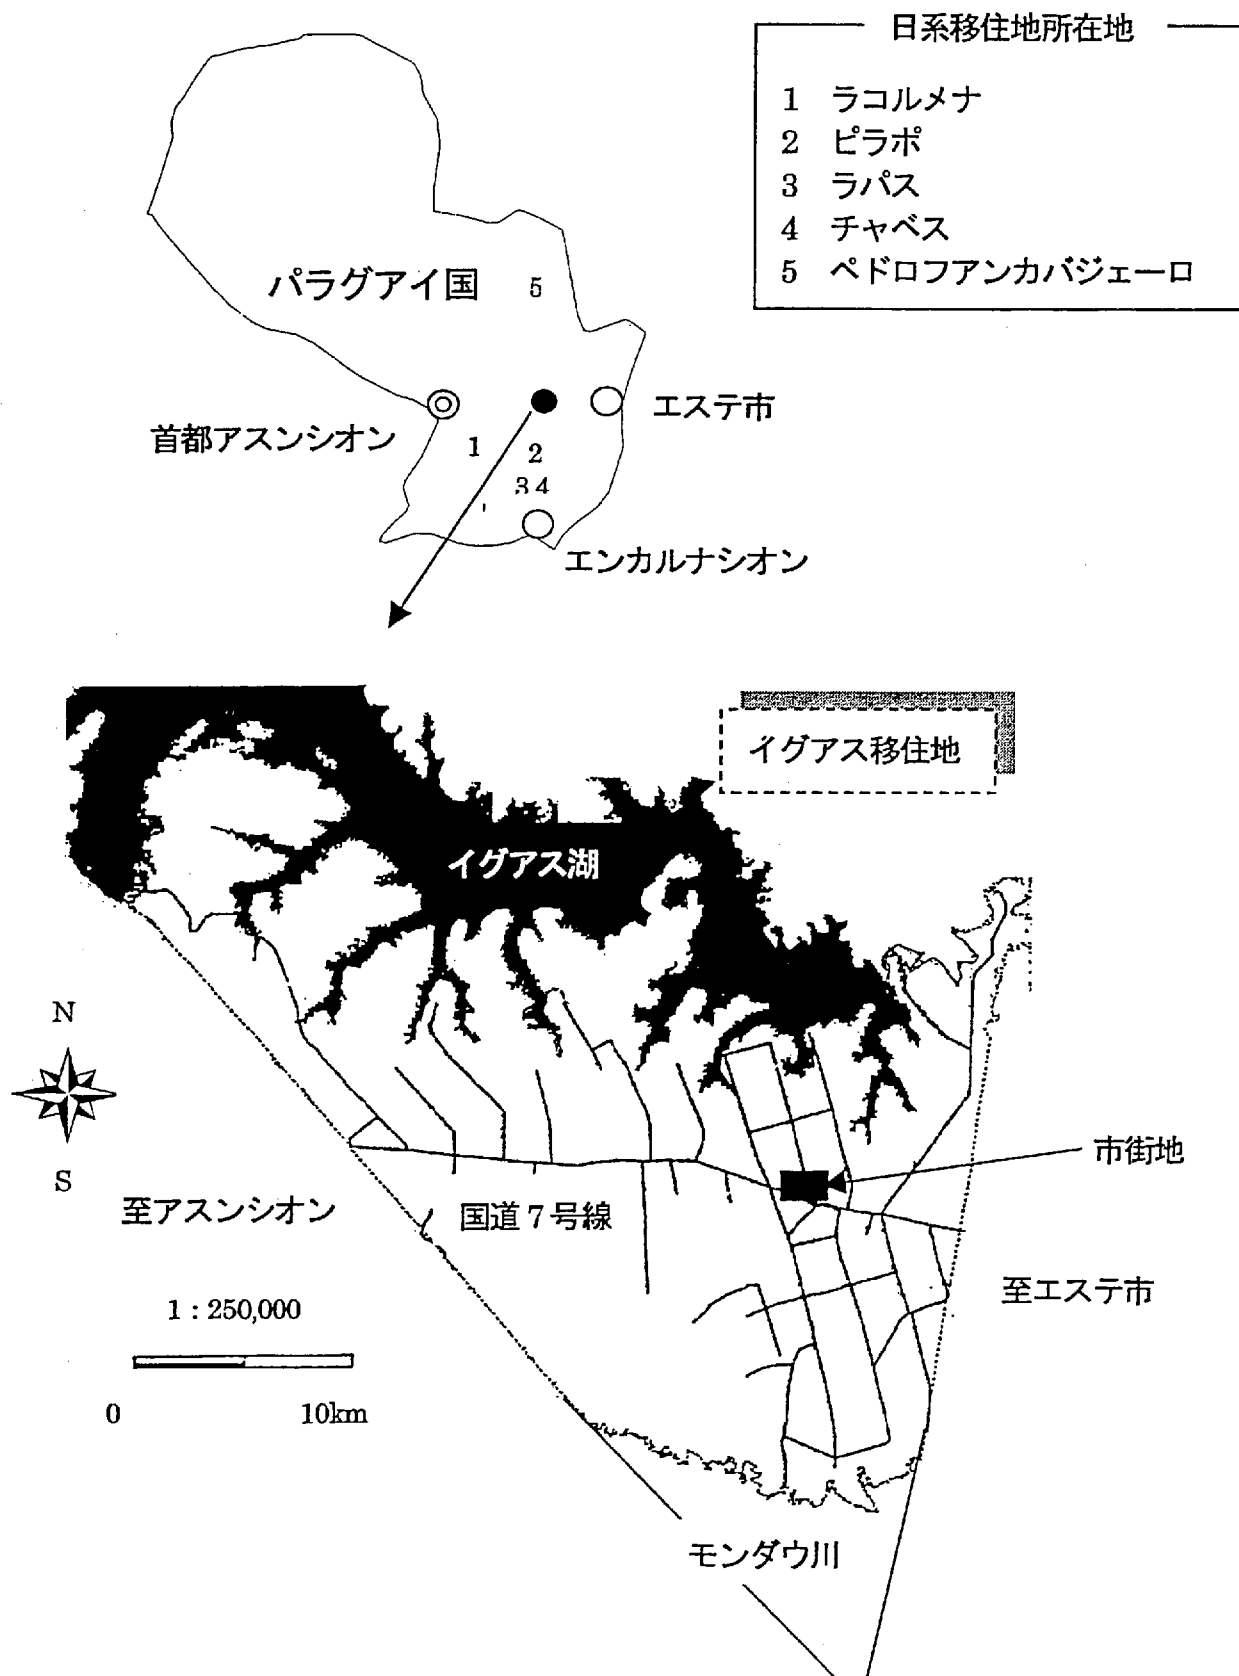 日系移住地所在地
1 ラコルメナ
2 ピラポ
3 ラパス
4 チャベス
5 ペドロフアンカバジェーロ
パラグアイ国
5
エステ市
首都アスンシオン
1
2
3 4
エンカルナシオン
イグアス移住地
イグアス湖
N
S
市街地
至アスンシオン
国道7号線
至エステ市
1:250,000
0
10km
モンダウ川